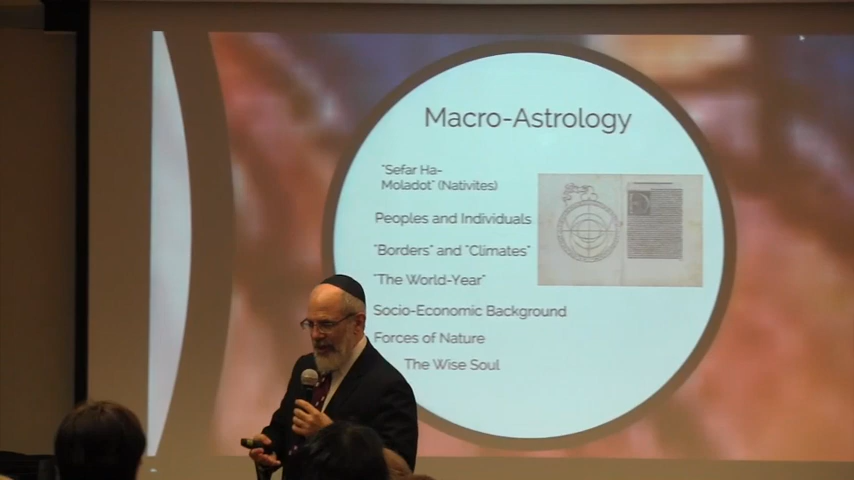 Macro-Astrology
"Sefar Ha-
Moladot" (Nativites)
Peoples and Individuals
"Borders" and "Climates"
"The World-Year"
Socio-Economic Background
Forces of Nature
The Wise Soul